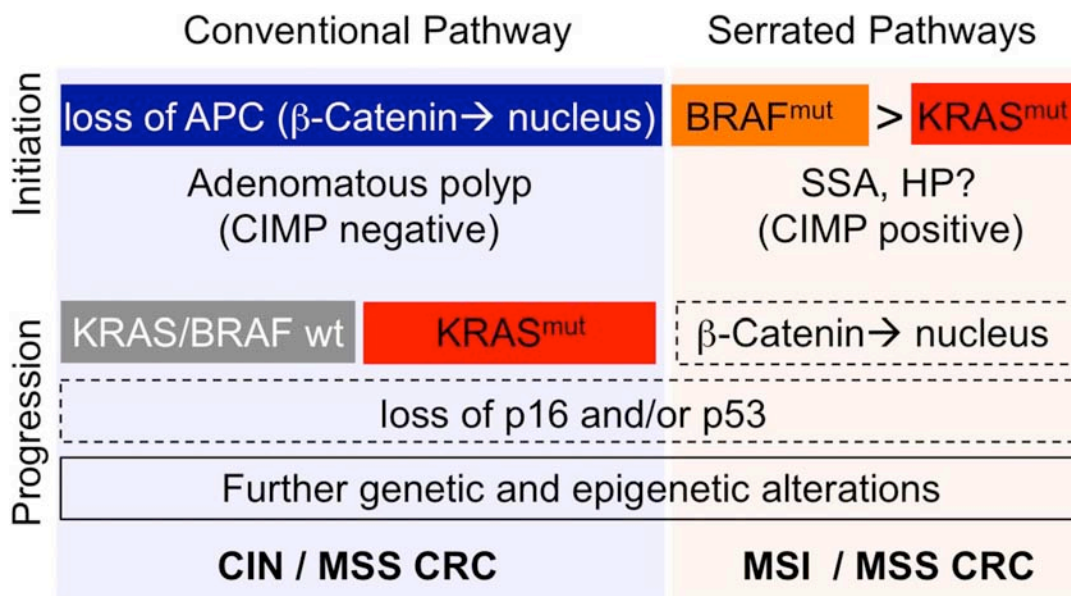 Conventional Pathway
Serrated Pathways
Initiation
loss of APC (β-Catenin→ nucleus)
BRAFmut > KRASmut
Adenomatous polyp
(CIMP negative)
SSA, HP?
(CIMP positive)
Progression
KRAS/BRAF wt
KRASmut
β-Catenin→ nucleus
loss of p16 and/or p53
Further genetic and epigenetic alterations
CIN / MSS CRC
MSI / MSS CRC